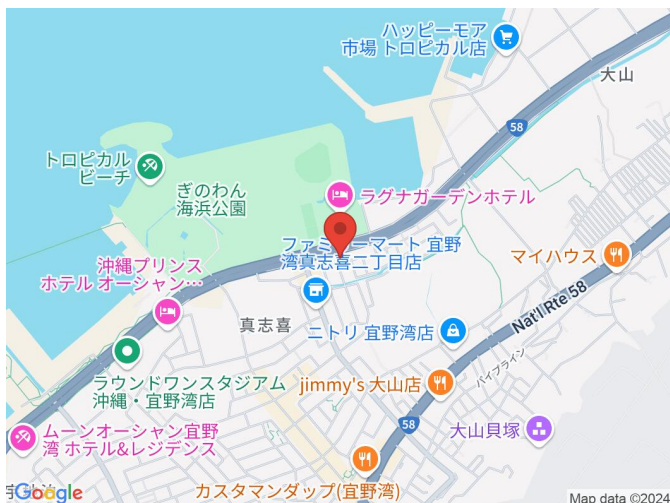 ハッピーモア
市場 トロピカル店
大山
58
トロピカル
ビーチ
ぎのわん
海浜公園
ラグナガーデンホテル
ファミリーマート 宜野
湾真志喜二丁目店
マイハウス
沖縄プリンス
ホテル オーシャン…
真志喜
ニトリ 宜野湾店
Nat'l Rte 58
パイプライン
ラウンドワンスタジアム
沖縄・宜野湾店
jimmy's 大山店
58
大山貝塚
ムーンオーシャン宜野
湾 ホテル&レジデンス
カスタマンダップ(宜野湾)
Google
Map data ©2024